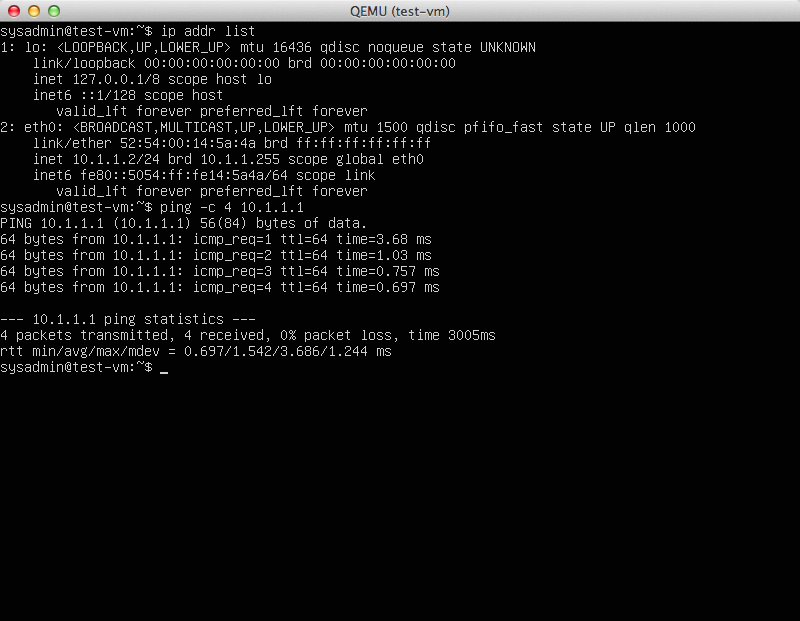 QEMU (test-vm)
sysadmin@test-vm:~$ ip addr list
1: lo: <LOOPBACK,UP,LOWER_UP> mtu 16436 qdisc noqueue state UNKNOWN
    link/loopback 00:00:00:00:00:00 brd 00:00:00:00:00:00
    inet 127.0.0.1/8 scope host lo
    inet6 ::1/128 scope host
       valid_lft forever preferred_lft forever
2: eth0: <BROADCAST,MULTICAST,UP,LOWER_UP> mtu 1500 qdisc pfifo_fast state UP qlen 1000
    link/ether 52:54:00:14:5a:4a brd ff:ff:ff:ff:ff:ff
    inet 10.1.1.2/24 brd 10.1.1.255 scope global eth0
    inet6 fe80::5054:ff:fe14:5a4a/64 scope link
       valid_lft forever preferred_lft forever
sysadmin@test-vm:~$ ping -c 4 10.1.1.1
PING 10.1.1.1 (10.1.1.1) 56(84) bytes of data.
64 bytes from 10.1.1.1: icmp_req=1 ttl=64 time=3.68 ms
64 bytes from 10.1.1.1: icmp_req=2 ttl=64 time=1.03 ms
64 bytes from 10.1.1.1: icmp_req=3 ttl=64 time=0.757 ms
64 bytes from 10.1.1.1: icmp_req=4 ttl=64 time=0.697 ms

--- 10.1.1.1 ping statistics ---
4 packets transmitted, 4 received, 0% packet loss, time 3005ms
rtt min/avg/max/mdev = 0.697/1.542/3.686/1.244 ms
sysadmin@test-vm:~$ _